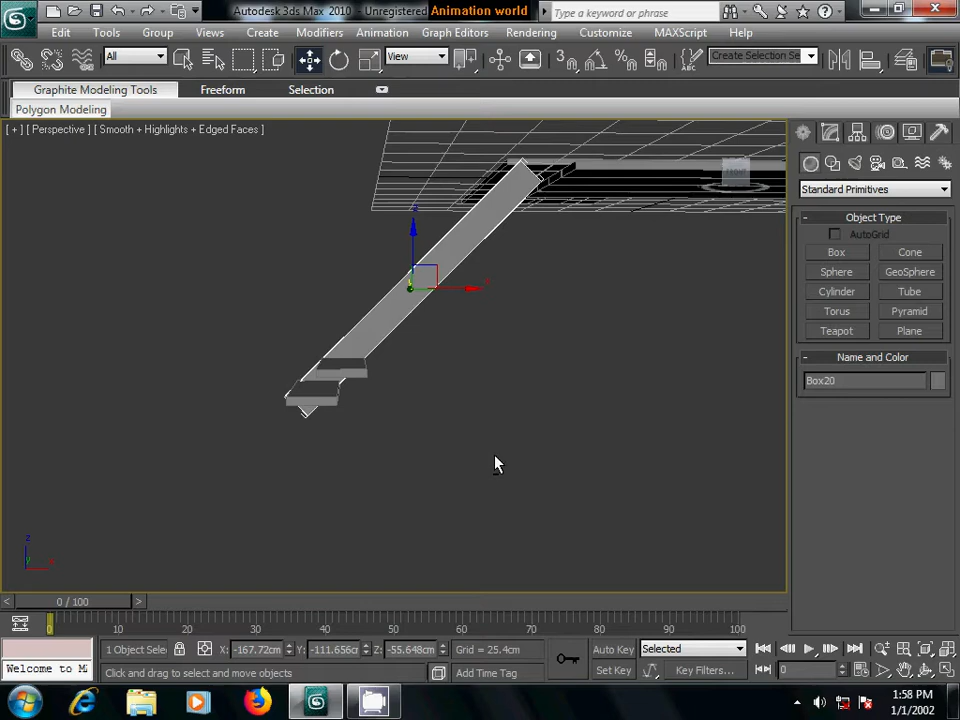 Autodesk 3ds Max 2010 - Unregistered Animation world
Type a keyword or phrase
Edit Tools Group Views Create Modifiers Animation Graph Editors Rendering Customize MAXScript Help
All View Create Selection Se
Graphite Modeling Tools Freeform Selection
Polygon Modeling
[ + ] [ Perspective ] [ Smooth + Highlights + Edged Faces ]
Standard Primitives
Object Type
AutoGrid
Box Cone
Sphere GeoSphere
Cylinder Tube
Torus Pyramid
Teapot Plane
Name and Color
Box20
z
x
0 / 100
0 10 20 30 40 50 60 70 80 90 100
1 Object Selec X: -167.72cm Y: -111.656cm Z: -55.648cm Grid = 25.4cm Auto Key Selected
Welcome to M Click and drag to select and move objects Add Time Tag Set Key Key Filters... 0
1:58 PM
1/1/2002